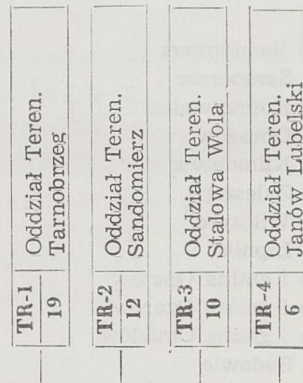 TR-1 Oddział Teren.
19 Tarnobrzeg
TR-2 Oddział Teren.
12 Sandomierz
TR-3 Oddział Teren.
10 Stalowa Wola
TR-4 Oddział Teren.
6 Janów Lubelski